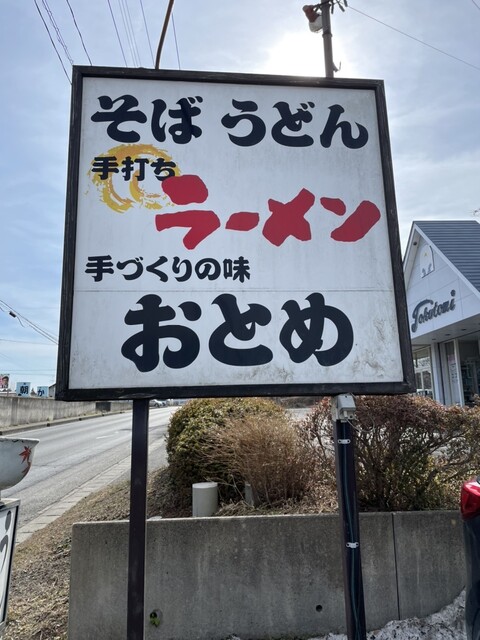 そば うどん
手打ち
ラーメン
手づくりの味
おとめ
Tokutomi